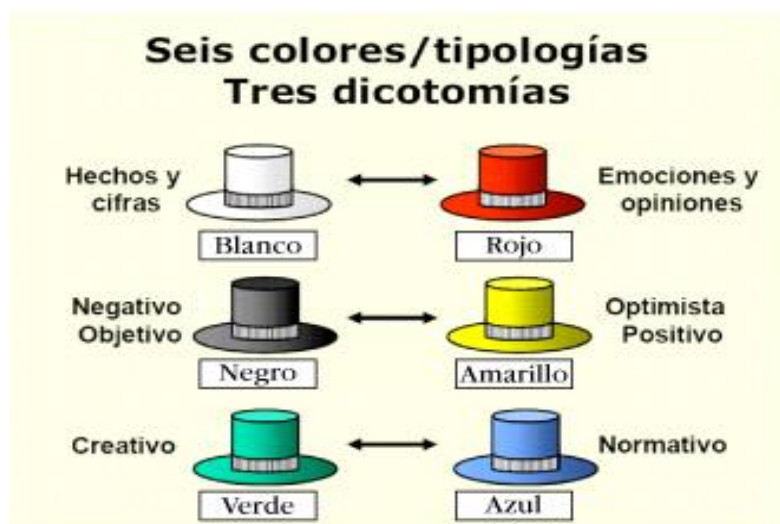 Seis colores/tipologías
Tres dicotomías
Hechos y
cifras
Blanco
Rojo
Emociones y
opiniones
Negativo
Objetivo
Negro
Amarillo
Optimista
Positivo
Creativo
Verde
Azul
Normativo